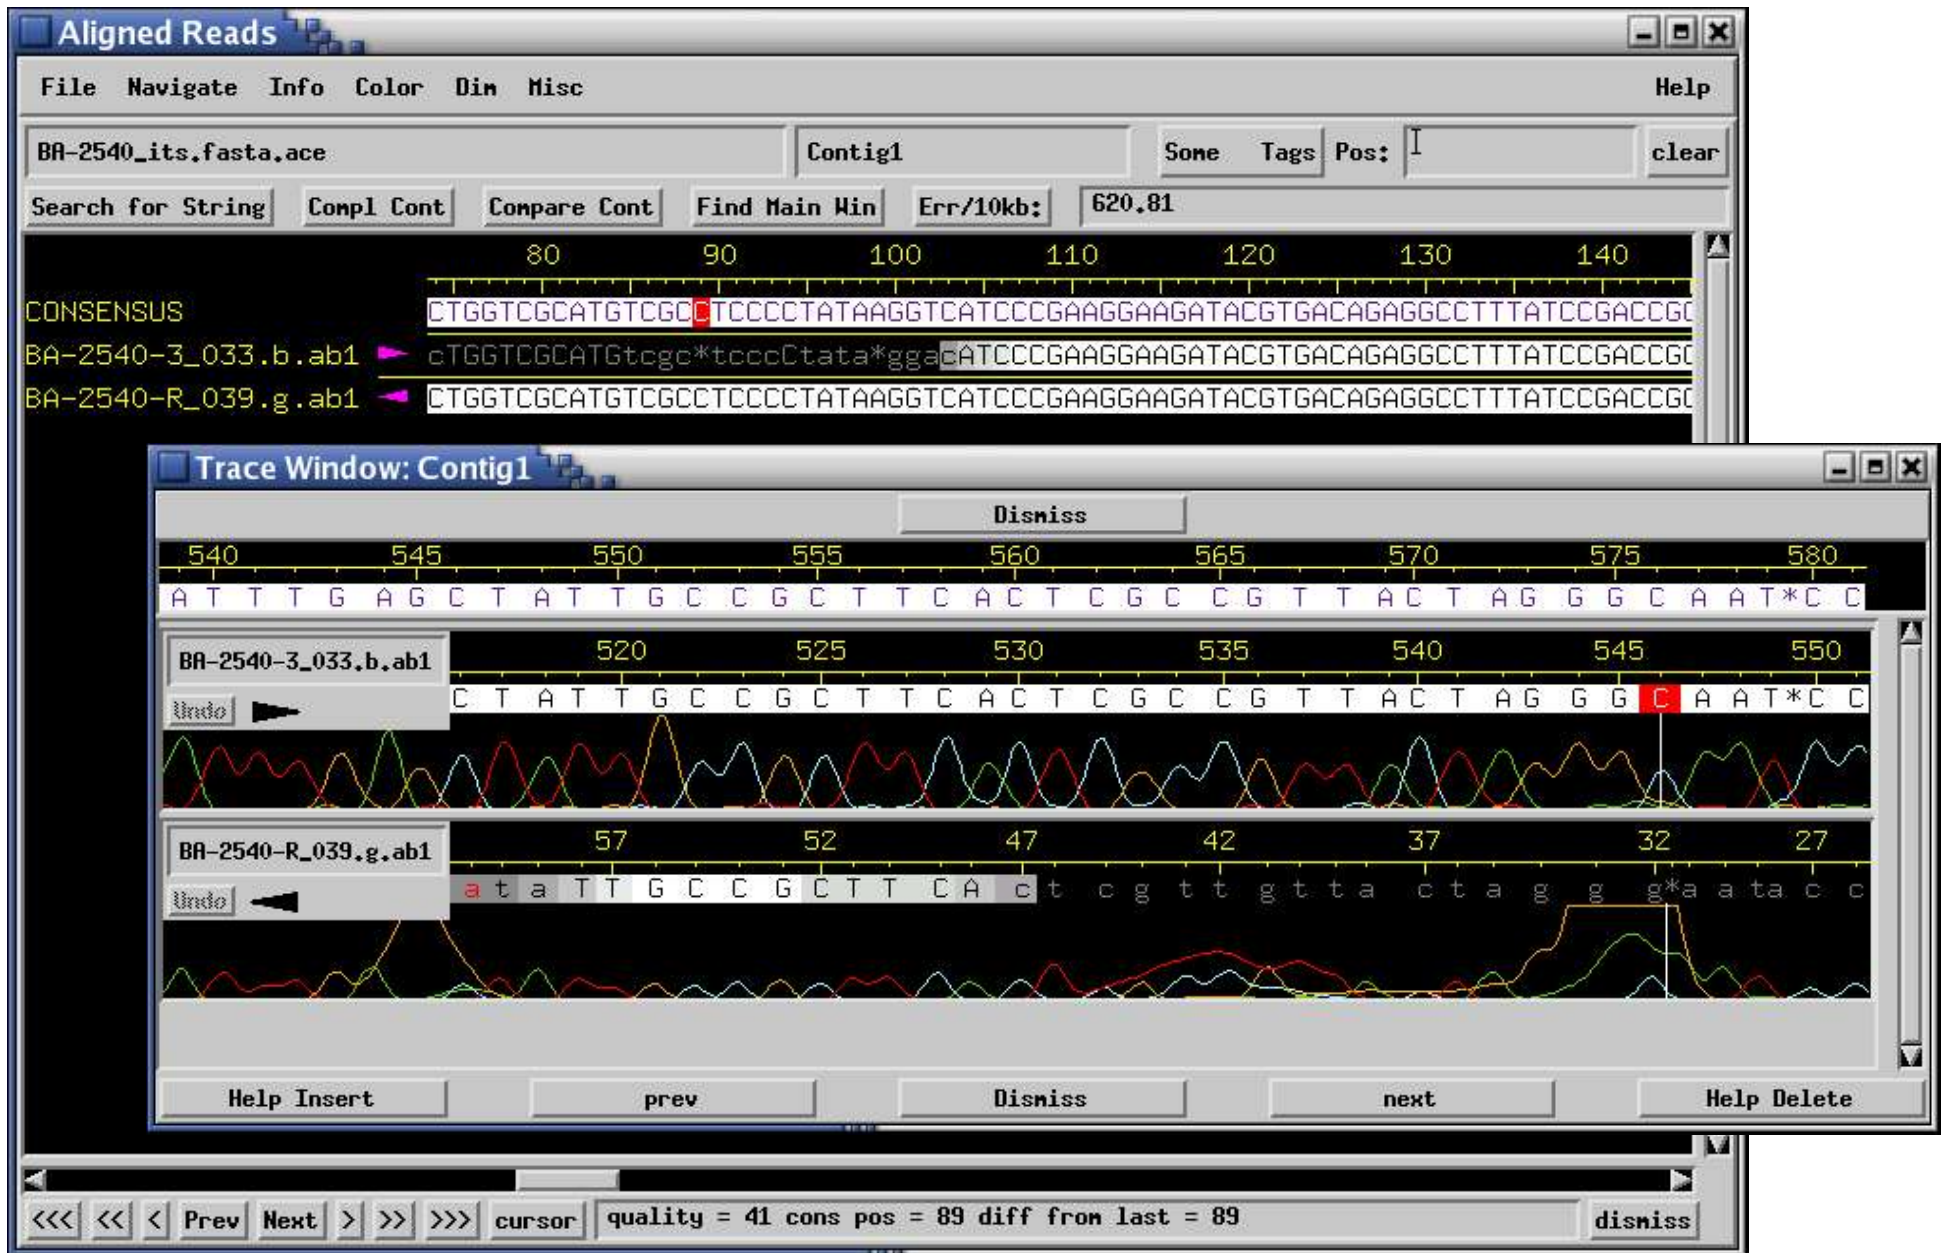 Aligned Reads
File Navigate Info Color Dim Misc Help
BA-2540_its.fasta.ace Contig1 Some Tags Pos: clear
Search for String Compl Cont Compare Cont Find Main Win Err/10kb: 620.81
80 90 100 110 120 130 140
CONSENSUS CTGGTCGCATGTCGCCTCCCCTATAAGGTCATCCCGAAGGAAGATACGTGACAGAGGCCTTTATCCGACCGC
BA-2540-3_033.b.ab1 cTGGTCGCATGtcgc*tcccCtata*ggacATCCCGAAGGAAGATACGTGACAGAGGCCTTTATCCGACCGC
BA-2540-R_039.g.ab1 CTGGTCGCATGTCGCCTCCCCTATAAGGTCATCCCGAAGGAAGATACGTGACAGAGGCCTTTATCCGACCGC
Trace Window: Contig1
Dismiss
540 545 550 555 560 565 570 575 580
A T T T G A G C T A T T G C C G C T T C A C T C G C C G T T A C T A G G G C A A T*C C
BA-2540-3_033.b.ab1 520 525 530 535 540 545 550
Undo C T A T T G C C G C T T C A C T C G C C G T T A C T A G G G C A A T*C C
BA-2540-R_039.g.ab1 57 52 47 42 37 32 27
Undo a t a T T G C C G C T T C A c t c g t t g t t a c t a g g g*a a ta c c
Help Insert prev Dismiss next Help Delete
<<< << < Prev Next > >> >>> cursor quality = 41 cons pos = 89 diff from last = 89 dismiss